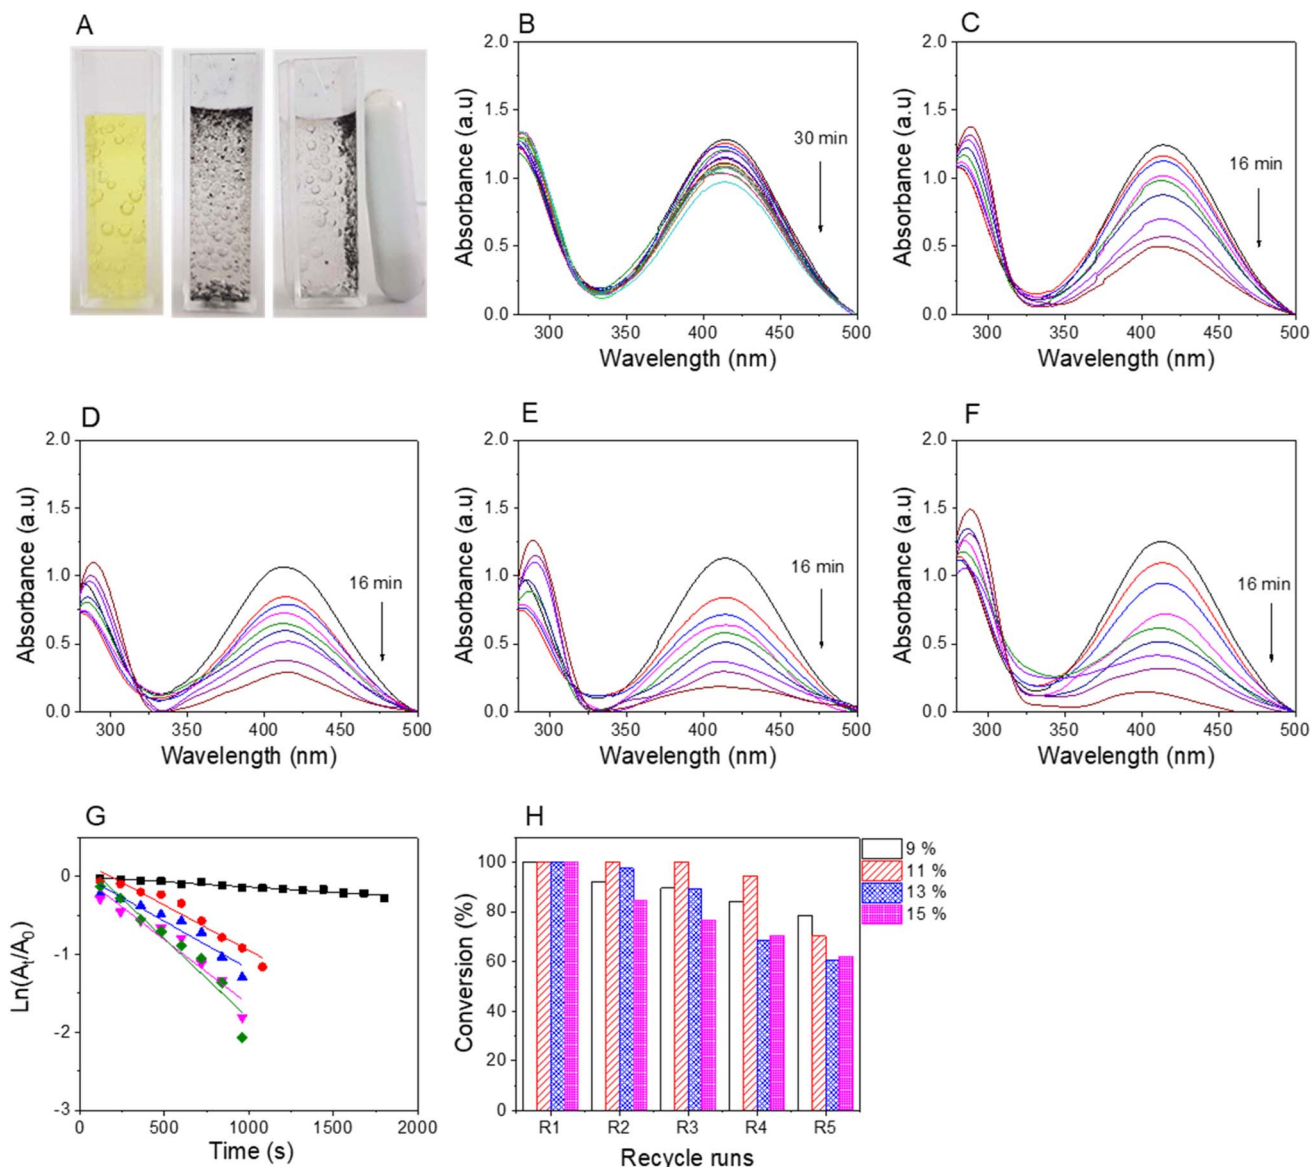 A
B
2.0
1.5
1.0
0.5
0.0
Absorbance (a.u)
30 min
300 350 400 450 500
Wavelength (nm)
C
2.0
1.5
1.0
0.5
0.0
Absorbance (a.u)
16 min
300 350 400 450 500
Wavelength (nm)
D
2.0
1.5
1.0
0.5
0.0
Absorbance (a.u)
16 min
300 350 400 450 500
Wavelength (nm)
E
2.0
1.5
1.0
0.5
0.0
Absorbance (a.u)
16 min
300 350 400 450 500
Wavelength (nm)
F
2.0
1.5
1.0
0.5
0.0
Absorbance (a.u)
16 min
300 350 400 450 500
Wavelength (nm)
G
0
-1
-2
-3
Ln(At/A0)
0 500 1000 1500 2000
Time (s)
H
100
80
60
40
20
0
Conversion (%)
R1 R2 R3 R4 R5
Recycle runs
9 %
11 %
13 %
15 %